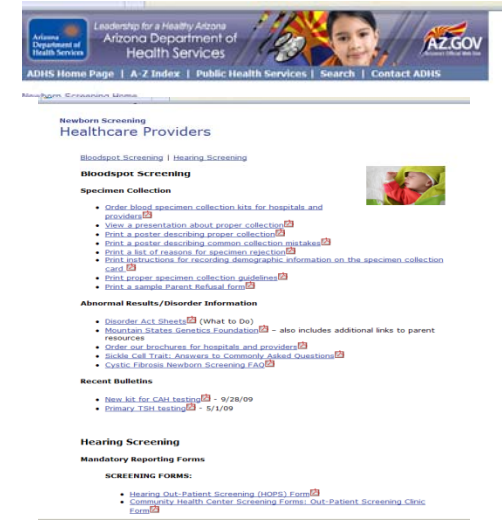 Arizona
Department of
Health Services
Leadership for a Healthy Arizona
Arizona Department of
Health Services
AZ.GOV
Arizona's Official Web Site
ADHS Home Page | A-Z Index | Public Health Services | Search | Contact ADHS
Newborn Screening Home
Newborn Screening
Healthcare Providers
Bloodspot Screening | Hearing Screening
Bloodspot Screening
Specimen Collection
• Order blood specimen collection kits for hospitals and
providers
• View a presentation about proper collection
• Print a poster describing proper collection
• Print a poster describing common collection mistakes
• Print a list of reasons for specimen rejection
• Print instructions for recording demographic information on the specimen collection
card
• Print proper specimen collection guidelines
• Print a sample Parent Refusal form
Abnormal Results/Disorder Information
• Disorder Act Sheets (What to Do)
• Mountain States Genetics Foundation – also includes additional links to parent
resources
• Order our brochures for hospitals and providers
• Sickle Cell Trait: Answers to Commonly Asked Questions
• Cystic Fibrosis Newborn Screening FAQ
Recent Bulletins
• New kit for CAH testing - 9/28/09
• Primary TSH testing - 5/1/09
Hearing Screening
Mandatory Reporting Forms
SCREENING FORMS:
• Hearing Out-Patient Screening (HOPS) Form
• Community Health Center Screening Forms: Out-Patient Screening Clinic
Form